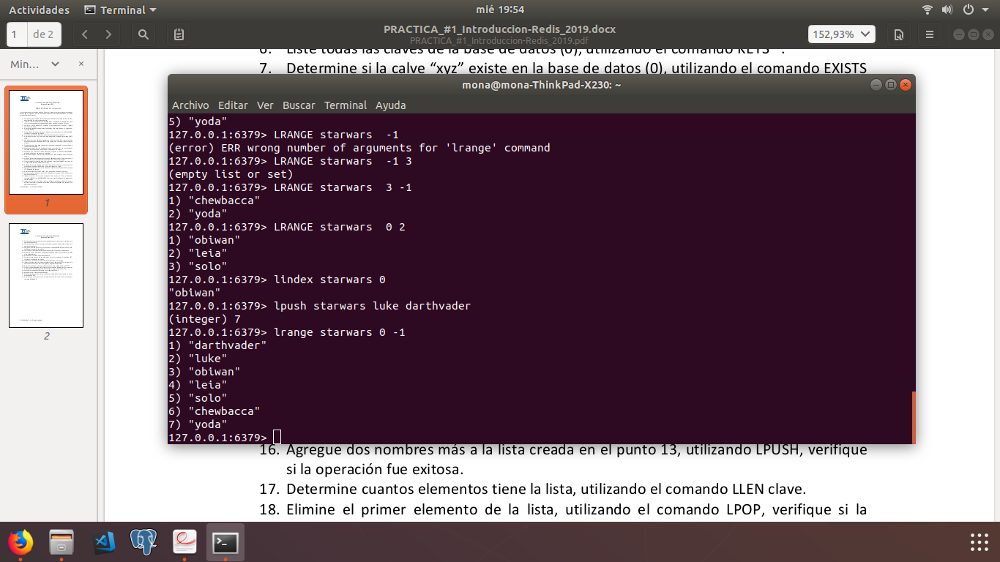 Actividades Terminal mié 19:54
1 de 2 PRACTICA_#1_Introduccion-Redis_2019.docx 152,93%
PRACTICA_#1_Introduccion-Redis_2019.pdf
Min...
6. Liste todas las claves de la base de datos (0), utilizando el comando KEYS
7. Determine si la calve “xyz” existe en la base de datos (0), utilizando el comando EXISTS
mona@mona-ThinkPad-X230: ~
Archivo Editar Ver Buscar Terminal Ayuda
5) "yoda"
127.0.0.1:6379> LRANGE starwars  -1
(error) ERR wrong number of arguments for 'lrange' command
127.0.0.1:6379> LRANGE starwars  -1 3
(empty list or set)
127.0.0.1:6379> LRANGE starwars  3 -1
1) "chewbacca"
2) "yoda"
127.0.0.1:6379> LRANGE starwars  0 2
1) "obiwan"
2) "leia"
3) "solo"
127.0.0.1:6379> lindex starwars 0
"obiwan"
127.0.0.1:6379> lpush starwars luke darthvader
(integer) 7
127.0.0.1:6379> lrange starwars 0 -1
1) "darthvader"
2) "luke"
3) "obiwan"
4) "leia"
5) "solo"
6) "chewbacca"
7) "yoda"
127.0.0.1:6379>
16. Agregue dos nombres más a la lista creada en el punto 13, utilizando LPUSH, verifique
si la operación fue exitosa.
17. Determine cuantos elementos tiene la lista, utilizando el comando LLEN clave.
18. Elimine el primer elemento de la lista, utilizando el comando LPOP, verifique si la
1
2